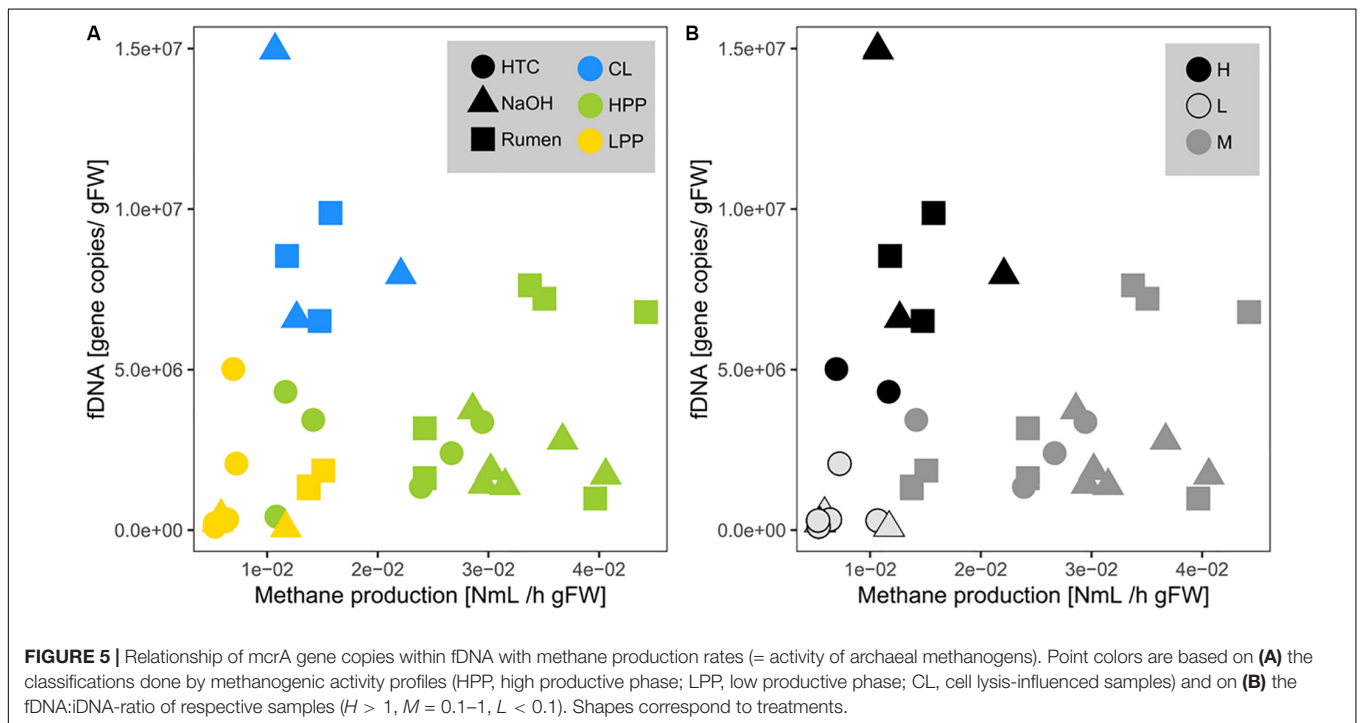 A
1.5e+07
1.0e+07
5.0e+06
0.0e+00
fDNA [gene copies/ gFW]
HTC
NaOH
Rumen
CL
HPP
LPP
1e-02 2e-02 3e-02 4e-02
Methane production [NmL /h gFW]
B
1.5e+07
1.0e+07
5.0e+06
0.0e+00
fDNA [gene copies/ gFW]
H
L
M
1e-02 2e-02 3e-02 4e-02
Methane production [NmL /h gFW]
FIGURE 5 | Relationship of mcrA gene copies within fDNA with methane production rates (= activity of archaeal methanogens). Point colors are based on (A) the
classifications done by methanogenic activity profiles (HPP, high productive phase; LPP, low productive phase; CL, cell lysis-influenced samples) and on (B) the
fDNA:iDNA-ratio of respective samples (H > 1, M = 0.1–1, L < 0.1). Shapes correspond to treatments.